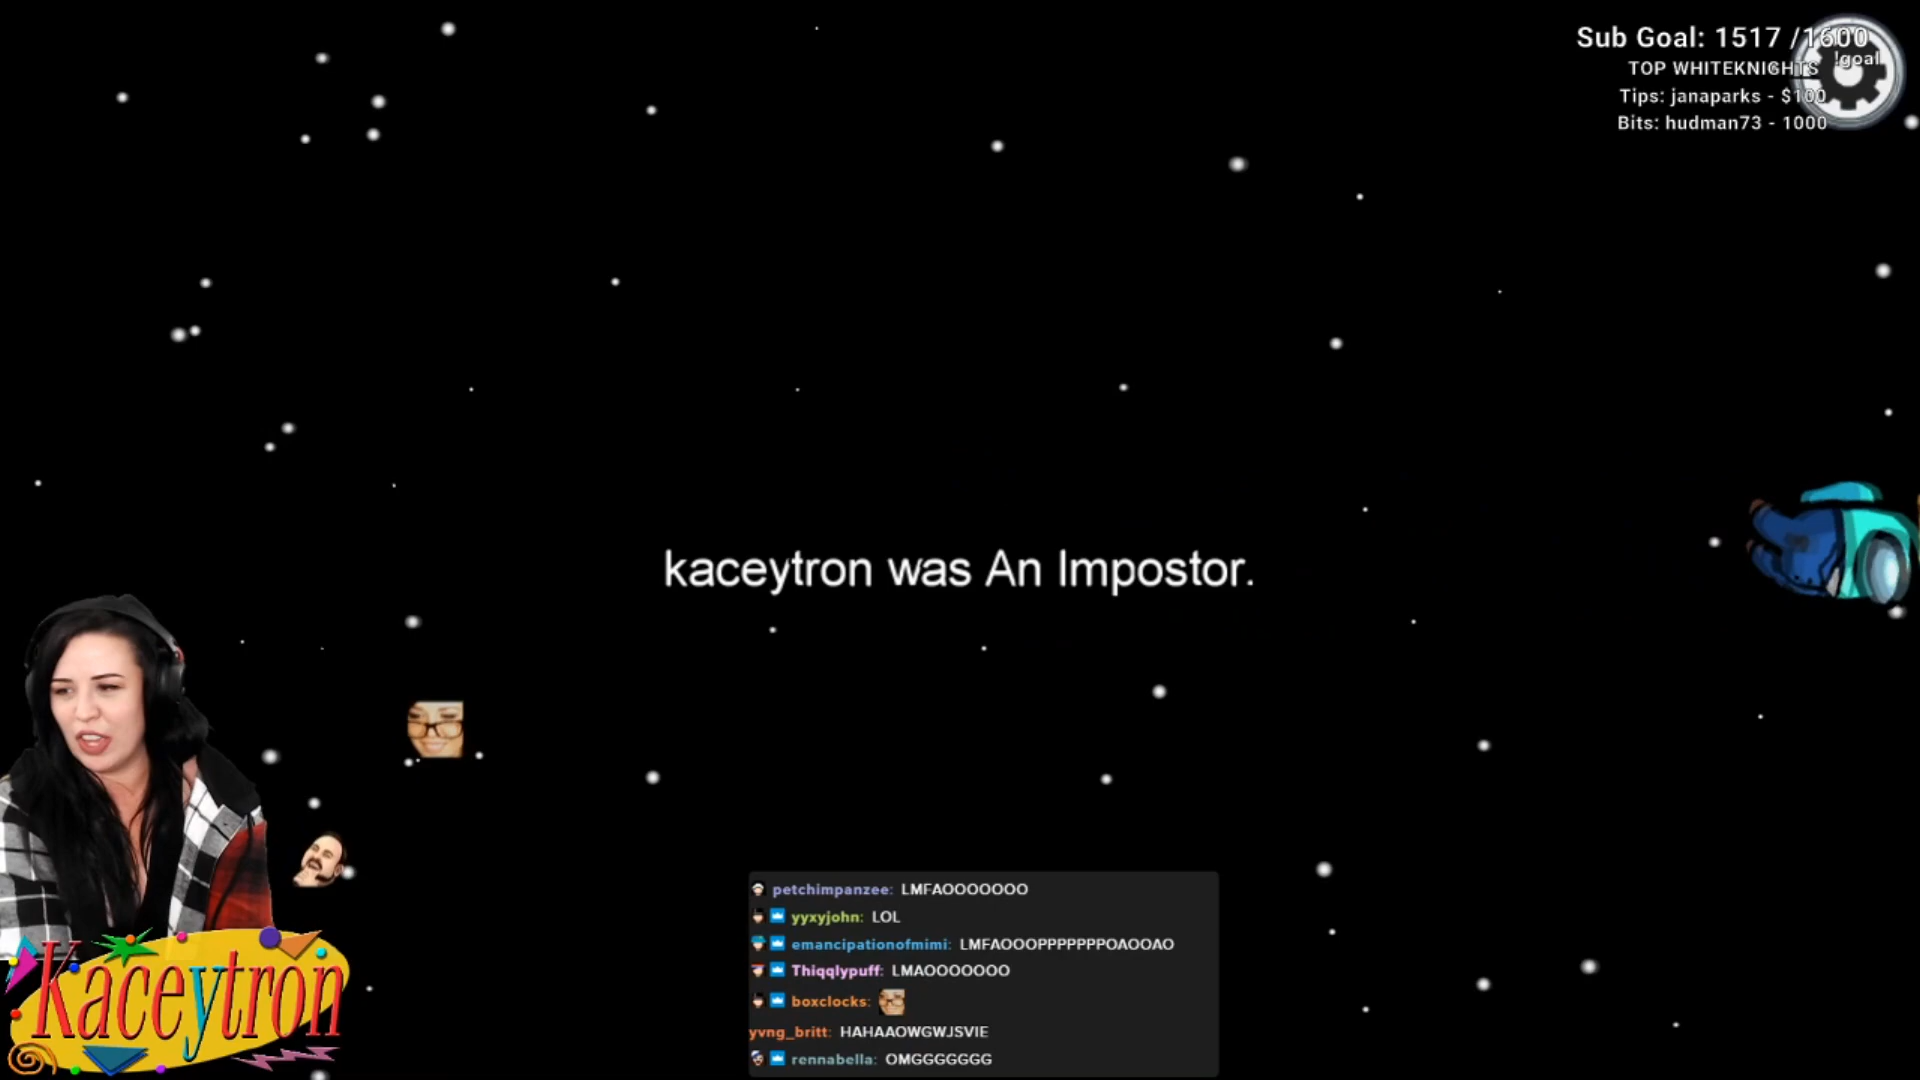 Sub Goal: 1517 /1600
!goal
TOP WHITEKNIGHTS
Tips: janaparks - $100
Bits: hudman73 - 1000
kaceytron was An Impostor.
petchimpanzee: LMFAOOOOOOO
yyxyjohn: LOL
emancipationofmimi: LMFAOOOPPPPPPPOAOOAO
Thiqqlypuff: LMAOOOOOOO
boxclocks:
yvng_britt: HAHAAOWGWJSVIE
rennabella: OMGGGGGGG
Kaceytron